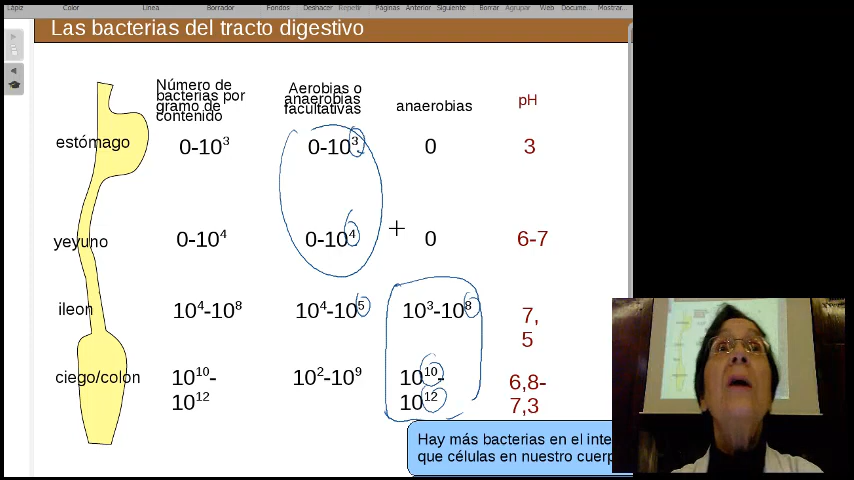 Lápiz Color Línea Borrador Fondos Deshacer Repetir Páginas Anterior Siguiente Borrar Agrupar Web Docume... Mostrar...
Las bacterias del tracto digestivo
Número de
bacterias por
gramo de
contenido
Aerobias o
anaerobias
facultativas
anaerobias
pH
estómago 0-10³ 0-10³ 0 3
yeyuno 0-10⁴ 0-10⁴ 0 6-7
ileon 10⁴-10⁸ 10⁴-10⁵ 10³-10⁸ 7,
5
ciego/colon 10¹⁰- 10²-10⁹ 10¹⁰- 6,8-
10¹² 10¹² 7,3
Hay más bacterias en el inte
que células en nuestro cuerp